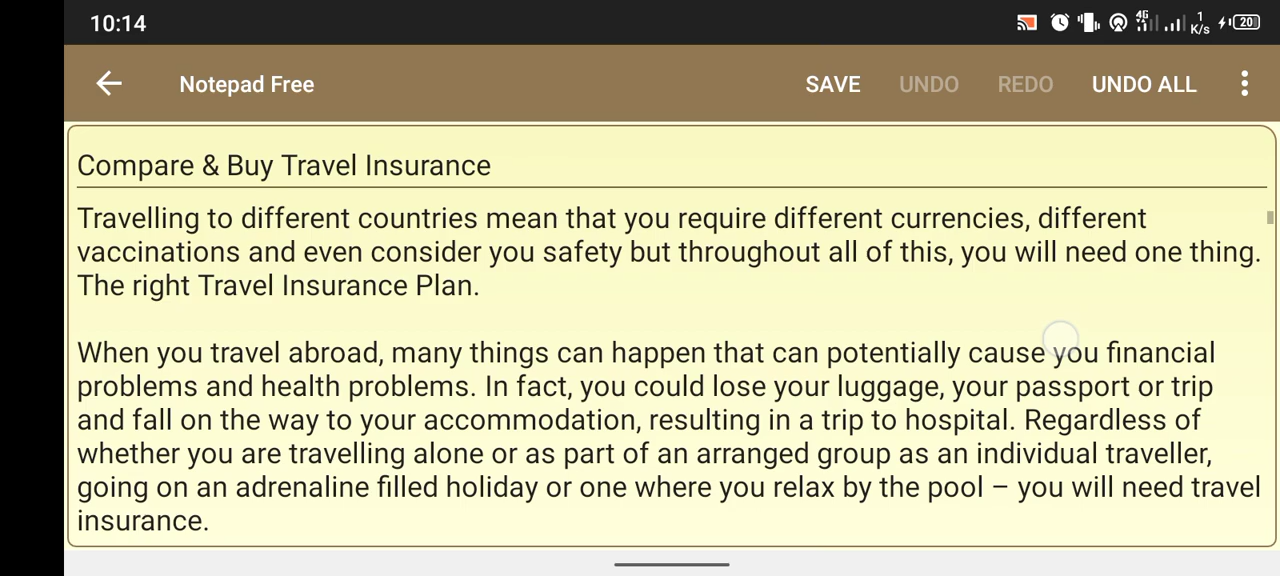 10:14
4G
1 K/s
20
Notepad Free
SAVE UNDO REDO UNDO ALL
Compare & Buy Travel Insurance
Travelling to different countries mean that you require different currencies, different
vaccinations and even consider you safety but throughout all of this, you will need one thing.
The right Travel Insurance Plan.
When you travel abroad, many things can happen that can potentially cause you financial
problems and health problems. In fact, you could lose your luggage, your passport or trip
and fall on the way to your accommodation, resulting in a trip to hospital. Regardless of
whether you are travelling alone or as part of an arranged group as an individual traveller,
going on an adrenaline filled holiday or one where you relax by the pool – you will need travel
insurance.